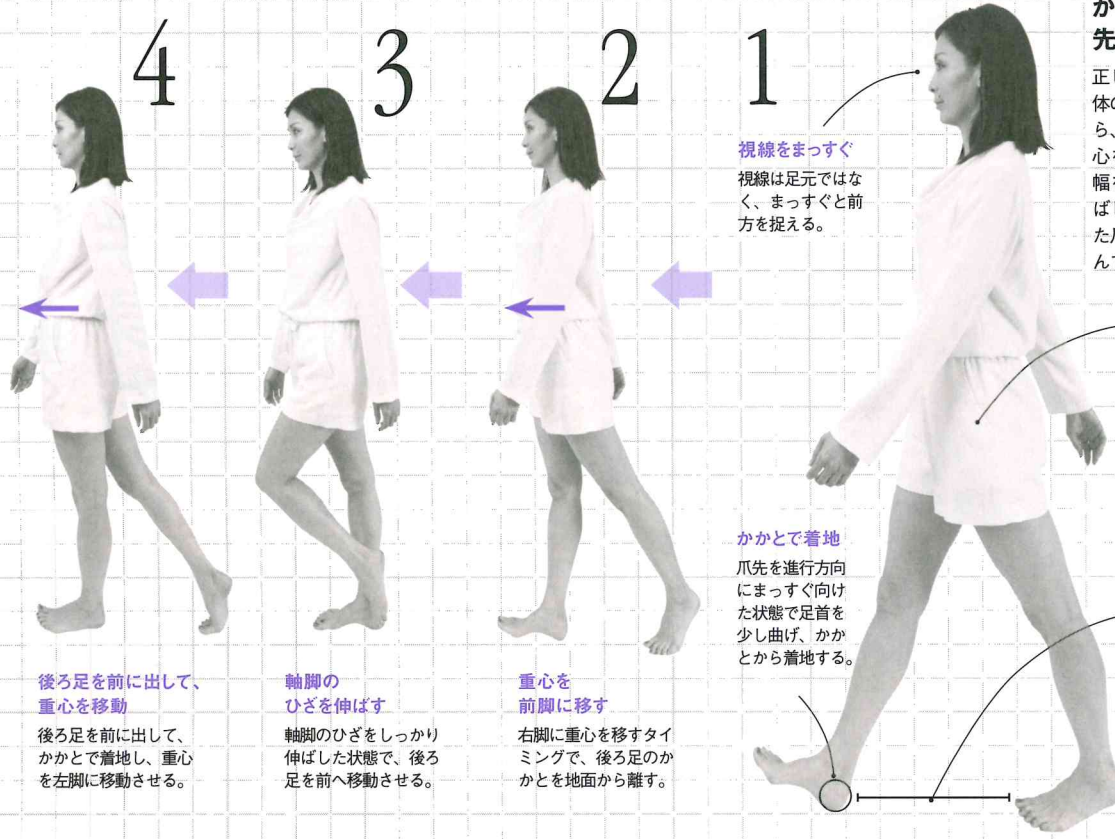 か
先
正し
体の
ら、
心を
幅を
ばし
んで
1
視線をまっすぐ
視線は足元ではな
く、まっすぐと前
方を捉える。
かかとで着地
爪先を進行方向
にまっすぐ向け
た状態で足首を
少し曲げ、かか
とから着地する。
2
重心を
前脚に移す
右脚に重心を移すタイ
ミングで、後ろ足のか
かとを地面から離す。
3
軸脚の
ひざを伸ばす
軸脚のひざをしっかり
伸ばした状態で、後ろ
足を前へ移動させる。
4
後ろ足を前に出して、
重心を移動
後ろ足を前に出して、
かかとで着地し、重心
を左脚に移動させる。